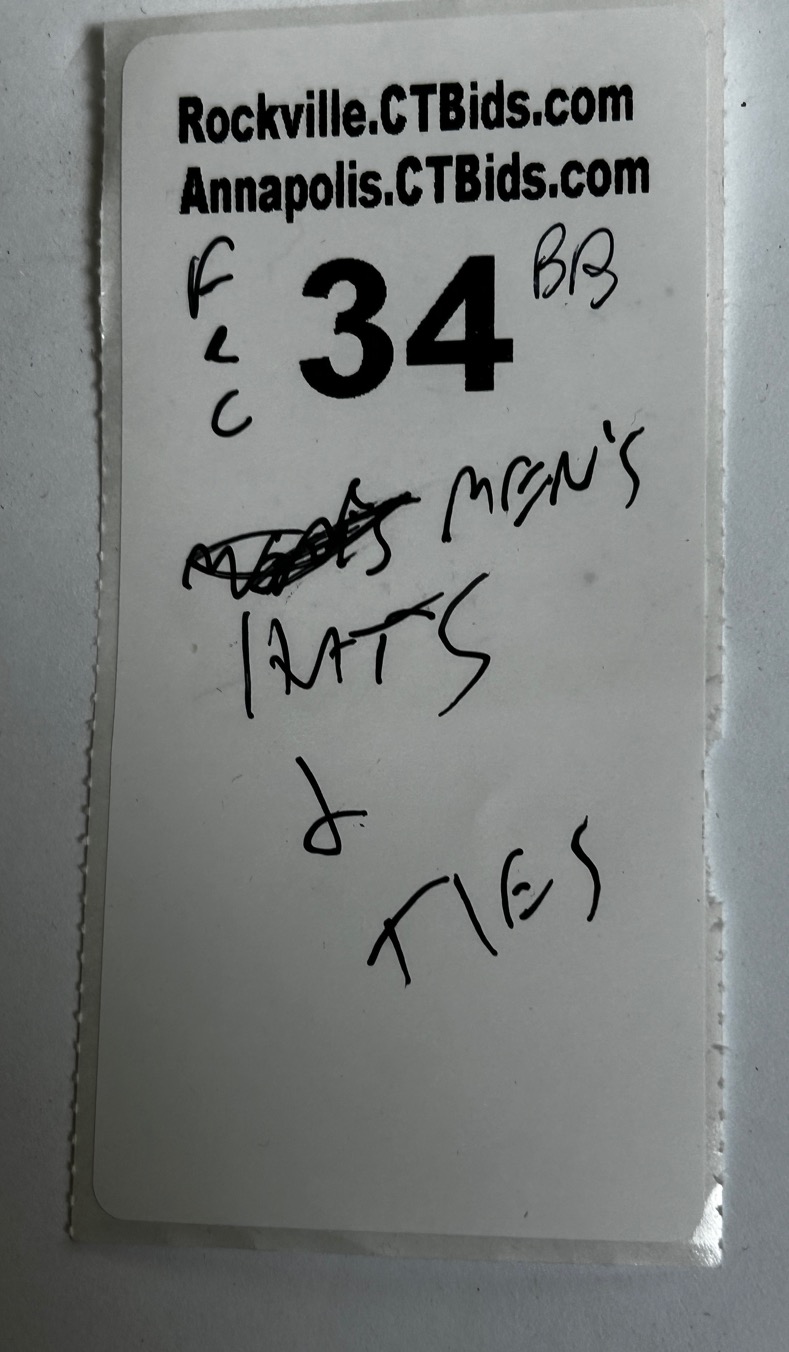 Rockville.CTBids.com
Annapolis.CTBids.com
F
34
BB
C
MEN'S
HATS
&
TIES